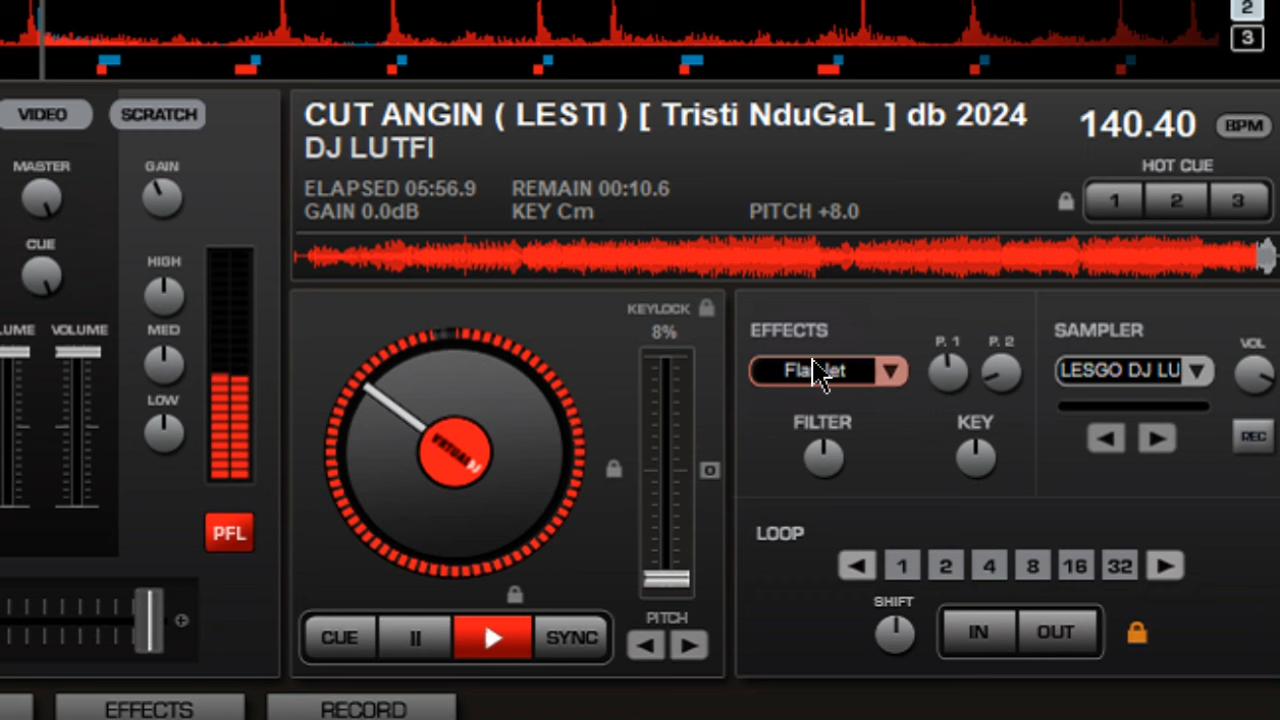 2
3
VIDEO
SCRATCH
MASTER
GAIN
CUE
HIGH
VOLUME
MED
LOW
PFL
CUT ANGIN ( LESTI ) [ Tristi NduGaL ] db 2024
DJ LUTFI
140.40 BPM
HOT CUE
1 2 3
ELAPSED 05:56.9 REMAIN 00:10.6
GAIN 0.0dB KEY Cm PITCH +8.0
KEYLOCK
8%
VIRTUAL DJ
CUE
SYNC
PITCH
EFFECTS
P. 1 P. 2
FILTER KEY
SAMPLER
VOL
LESGO DJ LU
REC
LOOP
1 2 4 8 16 32
SHIFT
IN OUT
EFFECTS
RECORD